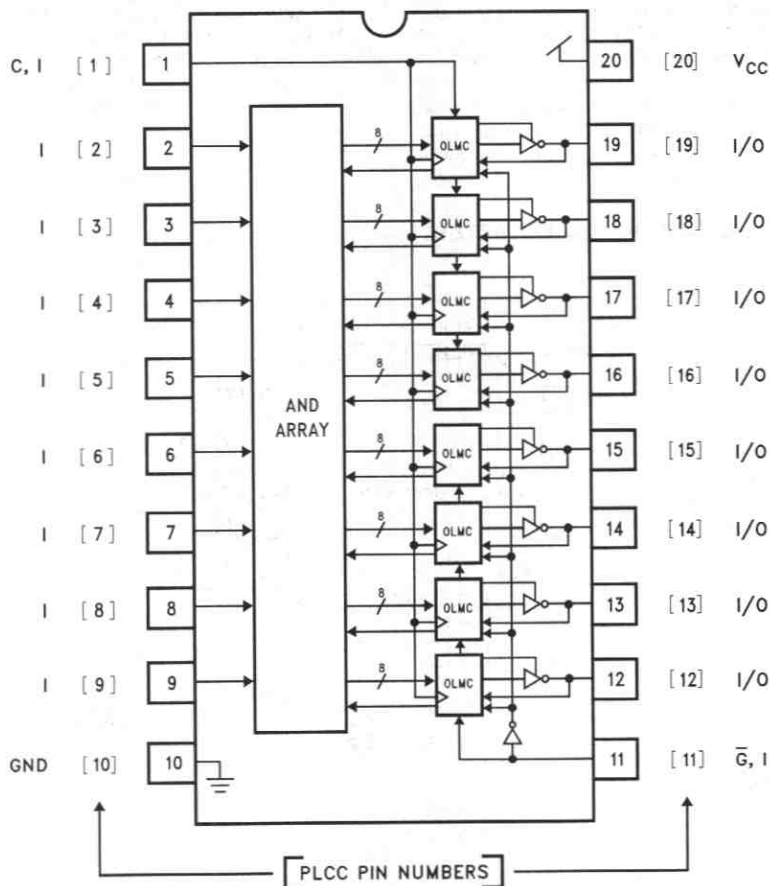 C, I [1] 1 20 [20] VCC
I [2] 2 8 OLMC 19 [19] I/O
I [3] 3 8 OLMC 18 [18] I/O
I [4] 4 8 OLMC 17 [17] I/O
I [5] 5 8 OLMC 16 [16] I/O
AND
ARRAY
I [6] 6 8 OLMC 15 [15] I/O
I [7] 7 8 OLMC 14 [14] I/O
I [8] 8 8 OLMC 13 [13] I/O
I [9] 9 8 OLMC 12 [12] I/O
GND [10] 10 11 [11] G̅, I
PLCC PIN NUMBERS